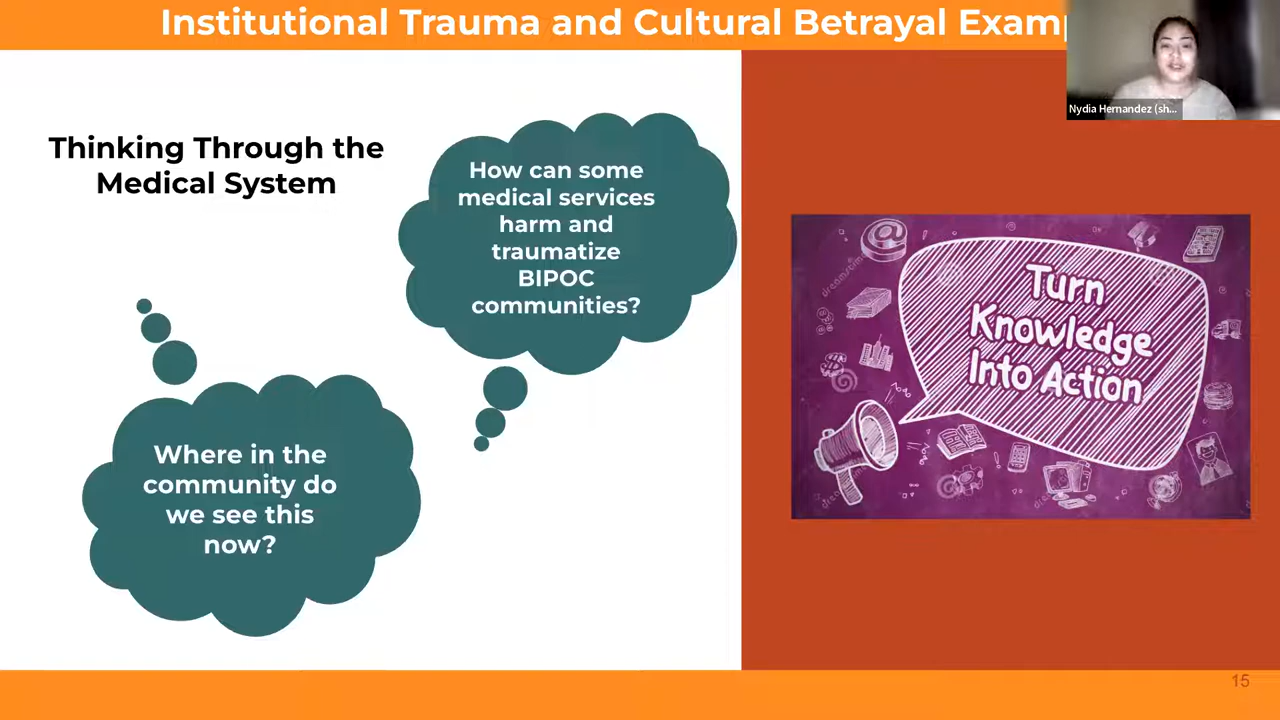 Institutional Trauma and Cultural Betrayal Exam
Nydia Hernandez (sh...
Thinking Through the
Medical System
How can some
medical services
harm and
traumatize
BIPOC
communities?
Where in the
community do
we see this
now?
Turn
Knowledge
Into Action
@
15